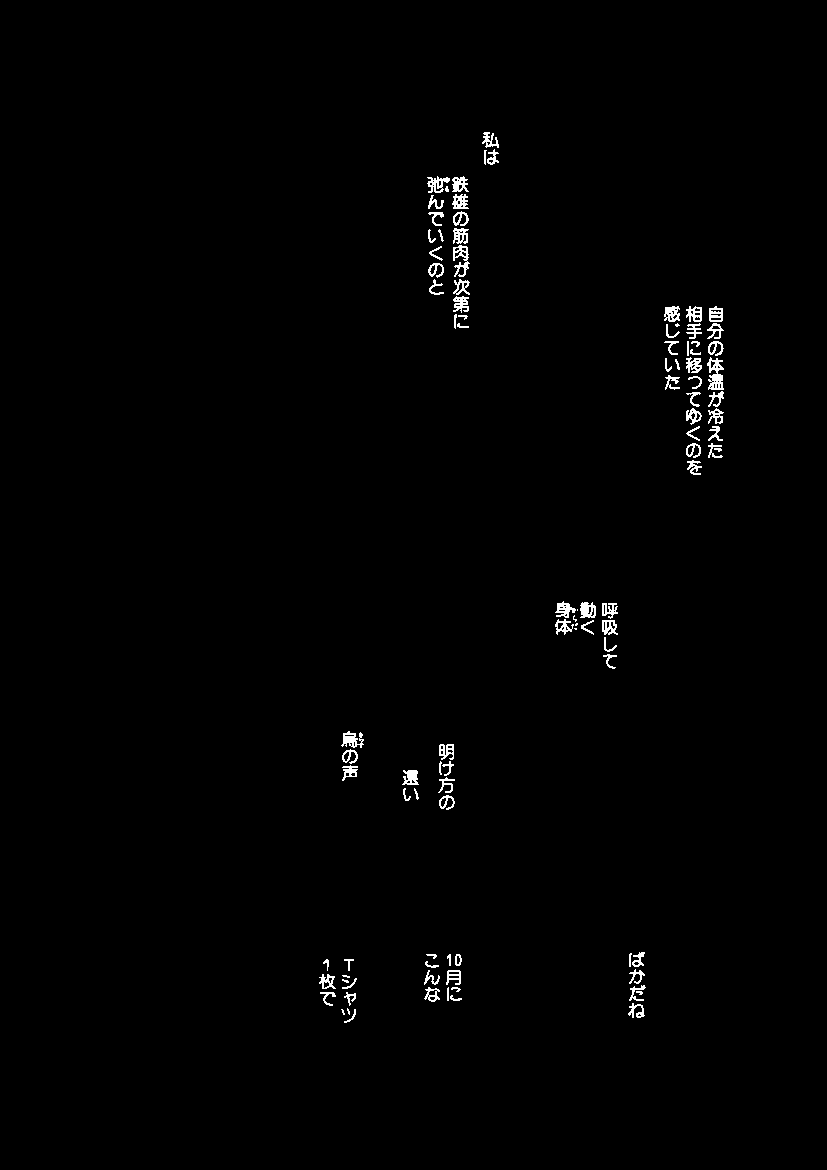 私は
鉄雄の筋肉が次第に
弛んでいくのと
自分の体温が冷えた
相手に移ってゆくのを
感じていた
呼吸して
動く
身体
明け方の
遠い
鳥の声
ばかだね
10月に
こんな
Tシャツ
1枚で